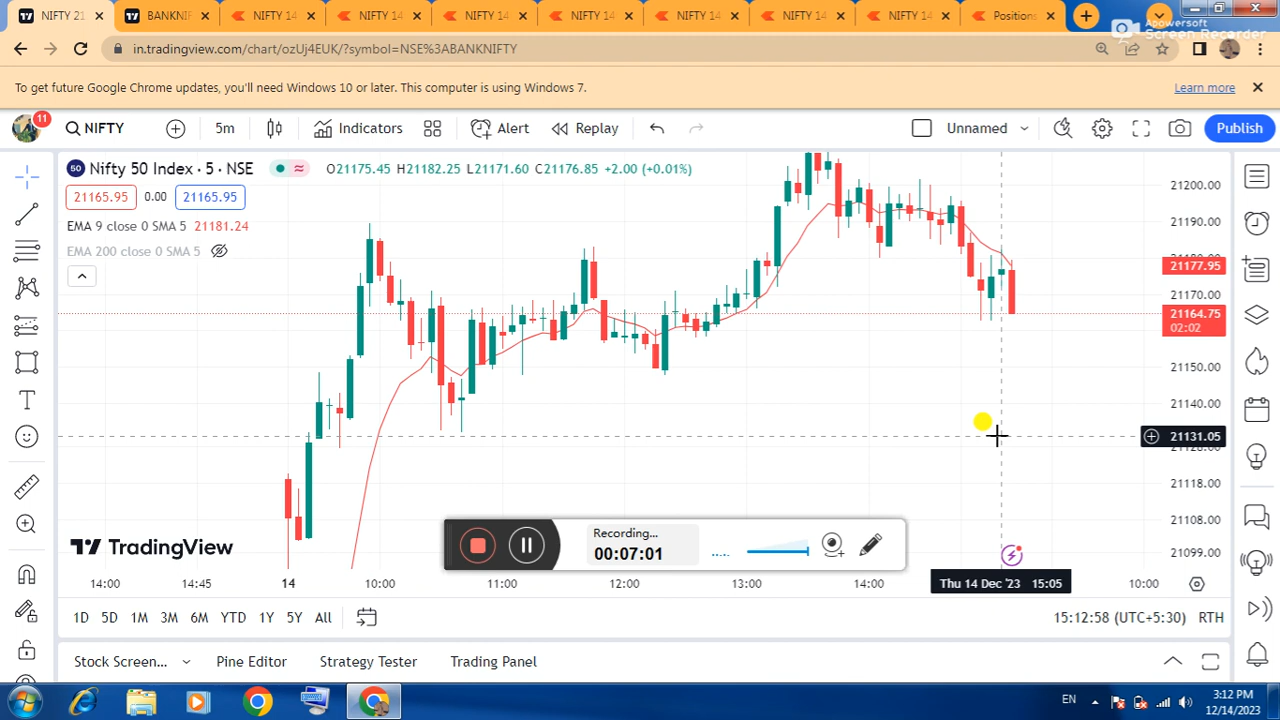 NIFTY 21
BANKNIF
NIFTY 14
NIFTY 14
NIFTY 14
NIFTY 14
NIFTY 14
NIFTY 14
NIFTY 14
Positions
Apowersoft
Screen Recorder
in.tradingview.com/chart/ozUj4EUK/?symbol=NSE%3ABANKNIFTY
To get future Google Chrome updates, you'll need Windows 10 or later. This computer is using Windows 7.
Learn more
11
NIFTY
5m
Indicators
Alert
Replay
Unnamed
Publish
50
Nifty 50 Index · 5 · NSE
O21175.45 H21182.25 L21171.60 C21176.85 +2.00 (+0.01%)
21165.95 0.00 21165.95
EMA 9 close 0 SMA 5 21181.24
EMA 200 close 0 SMA 5
21200.00
21190.00
21177.95
21170.00
21164.75
02:02
21150.00
21140.00
21131.05
21118.00
21108.00
21099.00
TradingView
Recording...
00:07:01
14:00 14:45 14 10:00 11:00 12:00 13:00 14:00
Thu 14 Dec '23 15:05
10:00
1D 5D 1M 3M 6M YTD 1Y 5Y All
15:12:58 (UTC+5:30) RTH
Stock Screen...
Pine Editor
Strategy Tester
Trading Panel
EN
3:12 PM
12/14/2023